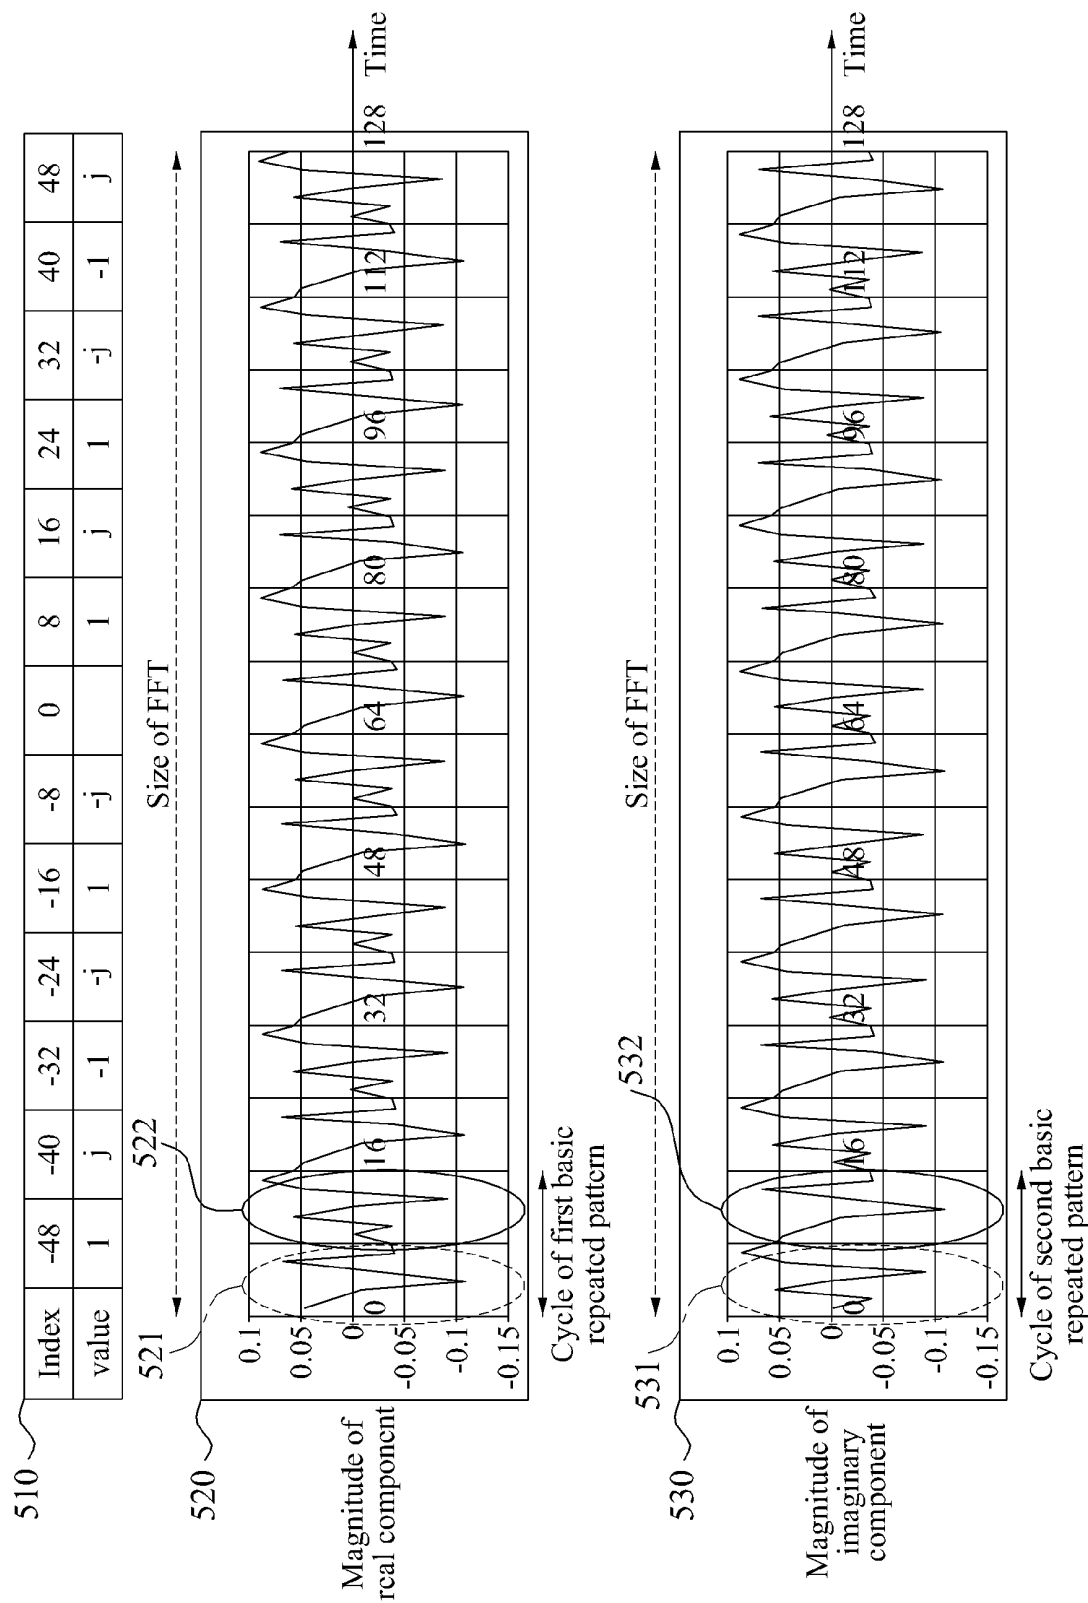 510
Index -48 -40 -32 -24 -16 -8 0 8 16 24 32 40 48
value 1 j -1 -j 1 -j 1 j 1 -j -1 j
521
522
Size of FFT
520
0.1
0.05
0
-0.05
-0.1
-0.15
0 16 32 48 64 80 96 112 128
Time
Magnitude of
real component
Cycle of first basic
repeated pattern
531
532
Size of FFT
530
0.1
0.05
0
-0.05
-0.1
-0.15
0 16 32 48 64 80 96 112 128
Time
Magnitude of
imaginary
component
Cycle of second basic
repeated pattern